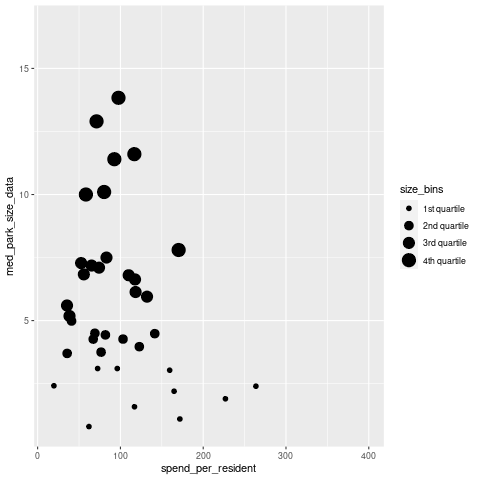 15
10
5
med_park_size_data
0
100
200
300
400
spend_per_resident
size_bins
1st quartile
2nd quartile
3rd quartile
4th quartile